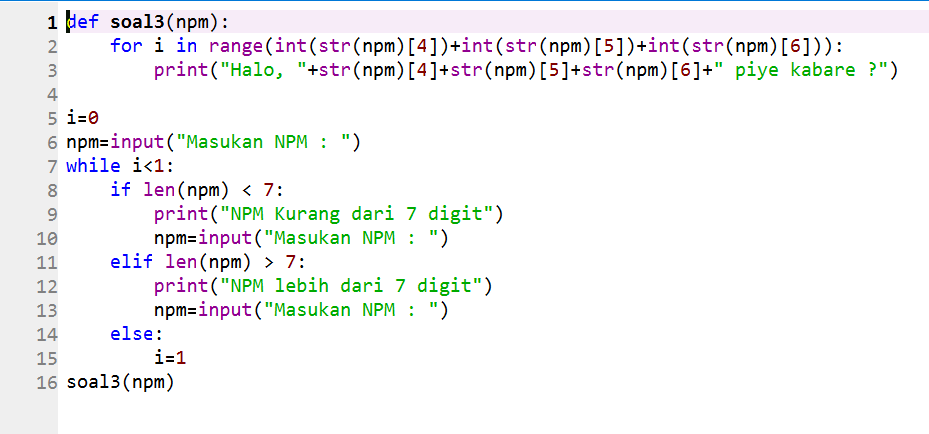 1 def soal3(npm):
2     for i in range(int(str(npm)[4])+int(str(npm)[5])+int(str(npm)[6])):
3         print("Halo, "+str(npm)[4]+str(npm)[5]+str(npm)[6]+" piye kabare ?")
4
5 i=0
6 npm=input("Masukan NPM : ")
7 while i<1:
8     if len(npm) < 7:
9         print("NPM Kurang dari 7 digit")
10         npm=input("Masukan NPM : ")
11     elif len(npm) > 7:
12         print("NPM lebih dari 7 digit")
13         npm=input("Masukan NPM : ")
14     else:
15         i=1
16 soal3(npm)